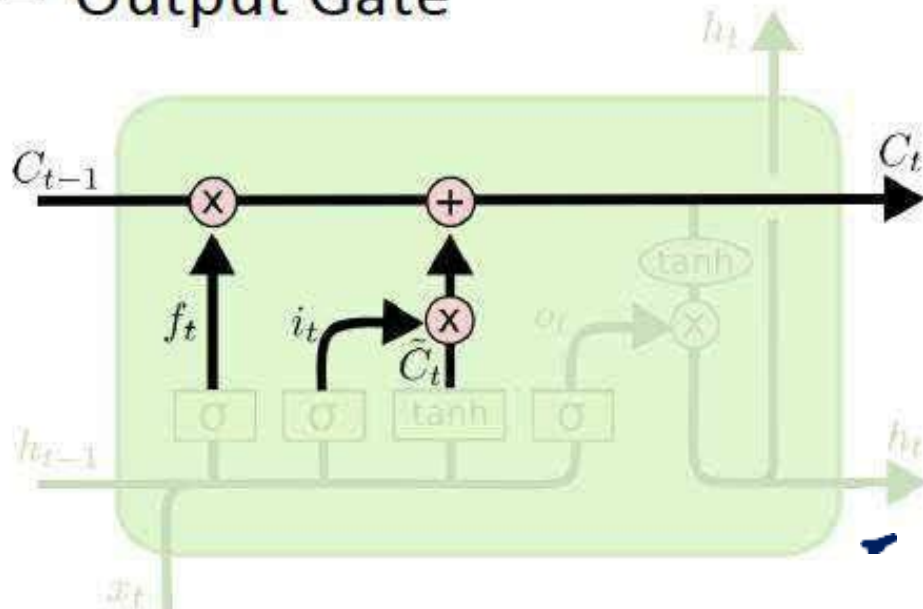 Output Gate
h_t
C_{t-1} C_t
x +
tanh
f_t i_t x o_t x
C̃_t
σ σ tanh σ
h_{t-1} h_t
x_t